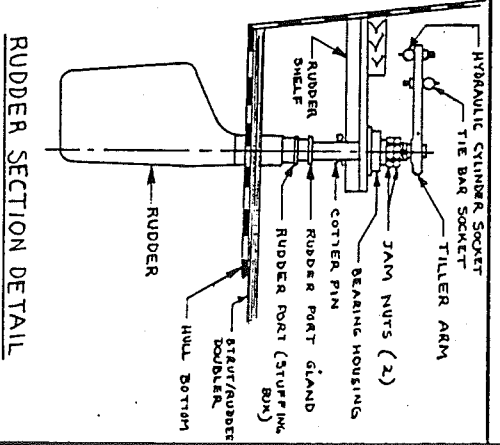 HYDRAULIC CYLINDER SOCKET
TIE BAR SOCKET
TILLER ARM
JAM NUTS (2)
BEARING HOUSING
COTTER PIN
RUDDER PORT GLAND
RUDDER PORT (STUFFING
BOX)
STRUT/RUDDER
DOUBLER
HULL BOTTOM
RUDDER
SHELF
RUDDER
RUDDER SECTION DETAIL